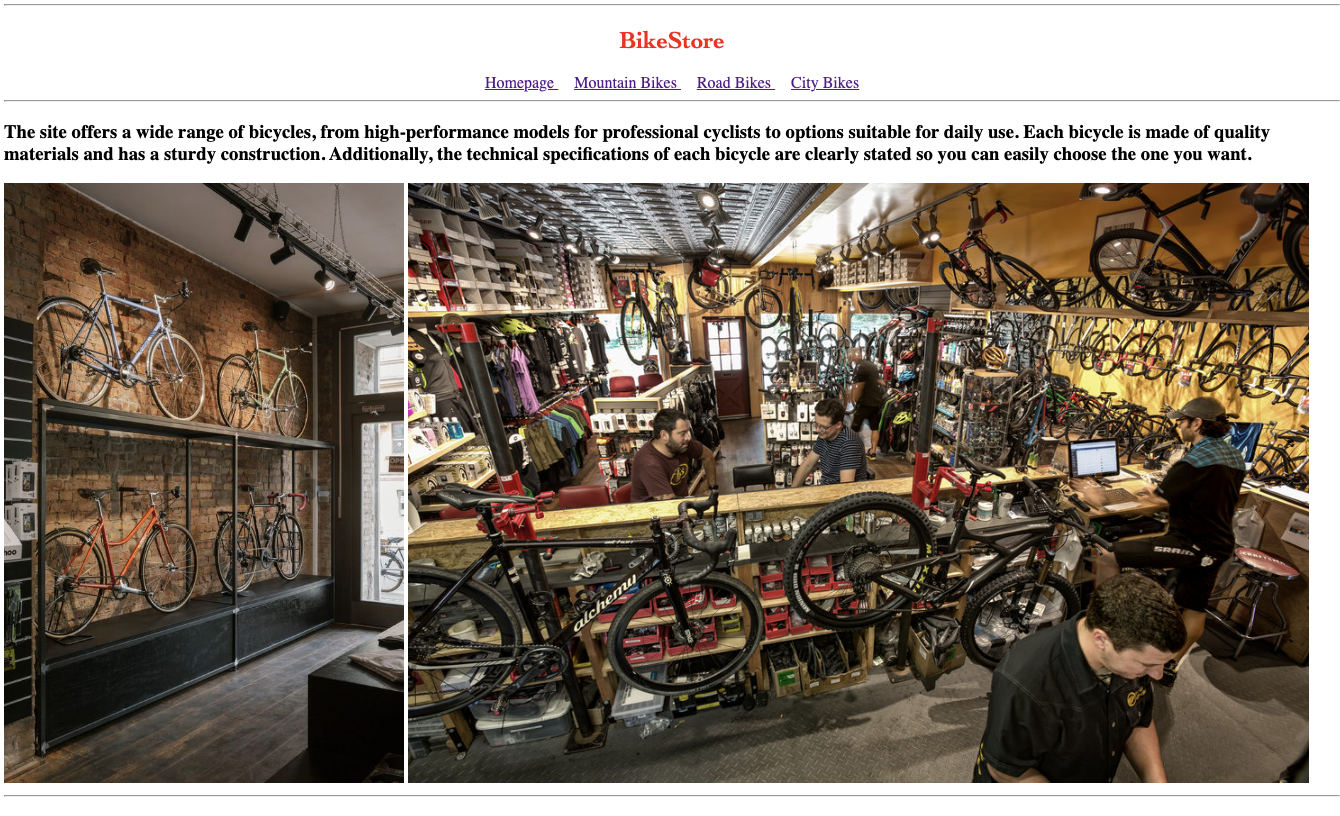 BikeStore
Homepage Mountain Bikes Road Bikes City Bikes
The site offers a wide range of bicycles, from high-performance models for professional cyclists to options suitable for daily use. Each bicycle is made of quality
materials and has a sturdy construction. Additionally, the technical specifications of each bicycle are clearly stated so you can easily choose the one you want.
alchemy